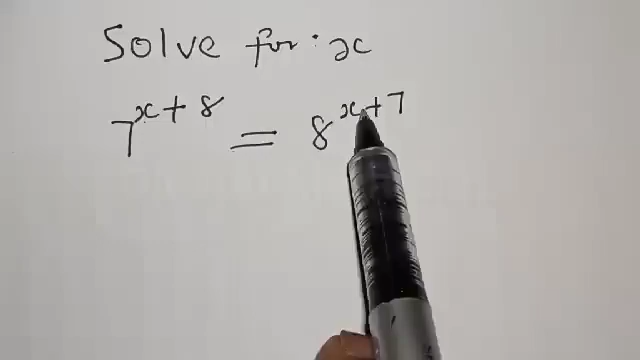 Solve for : x
7^{x+8} = 8^{x+7}